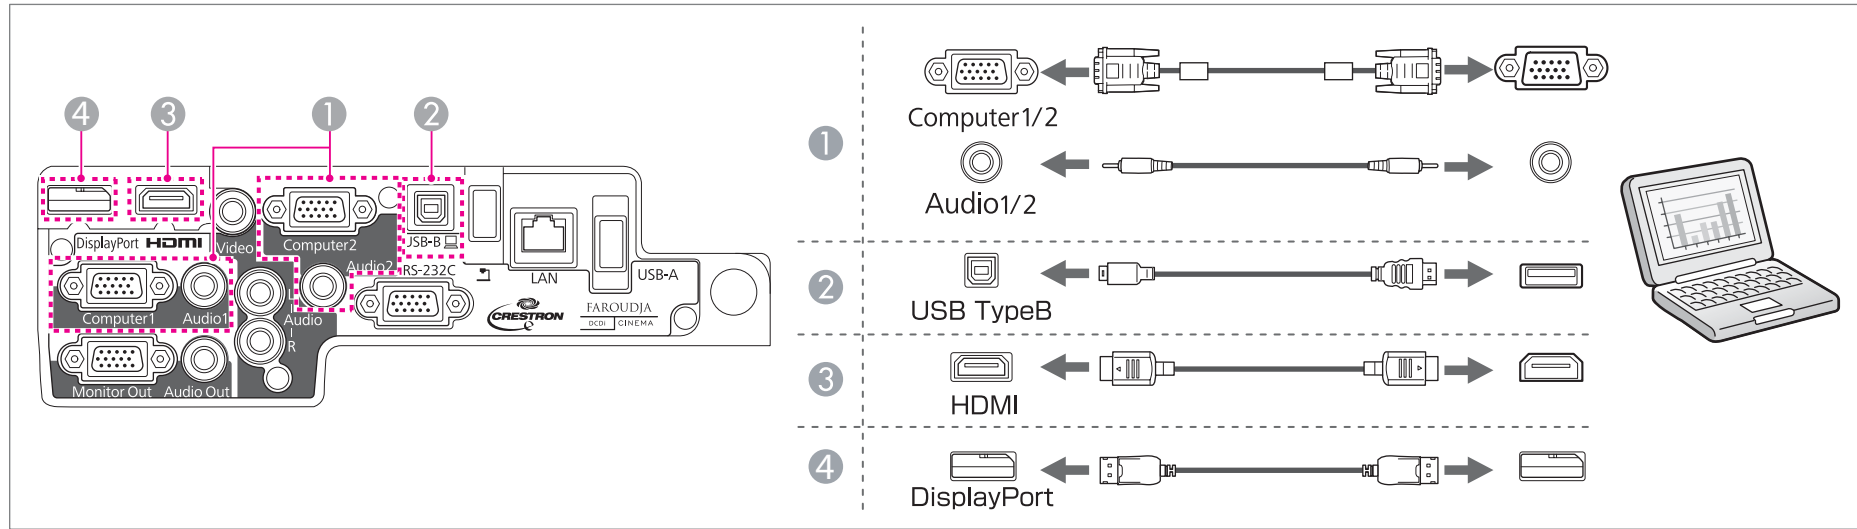 4 3 1 2
DisplayPort HDMI Video Computer2 USB-B
Audio2 RS-232C LAN USB-A
Computer1 Audio1 L Audio R
CRESTRON
FAROUDJA
DCDi CINEMA
Monitor Out Audio Out
1
Computer1/2
Audio1/2
2
USB TypeB
3
HDMI
4
DisplayPort